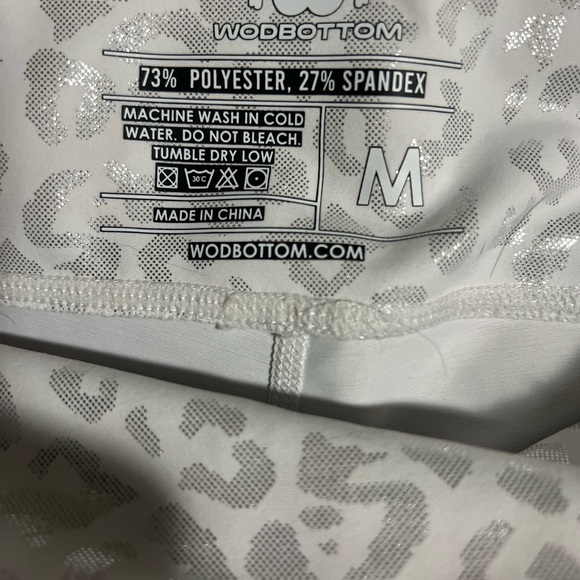 WODBOTTOM
73% POLYESTER, 27% SPANDEX
MACHINE WASH IN COLD
WATER. DO NOT BLEACH.
TUMBLE DRY LOW
30°C
M
MADE IN CHINA
WODBOTTOM.COM